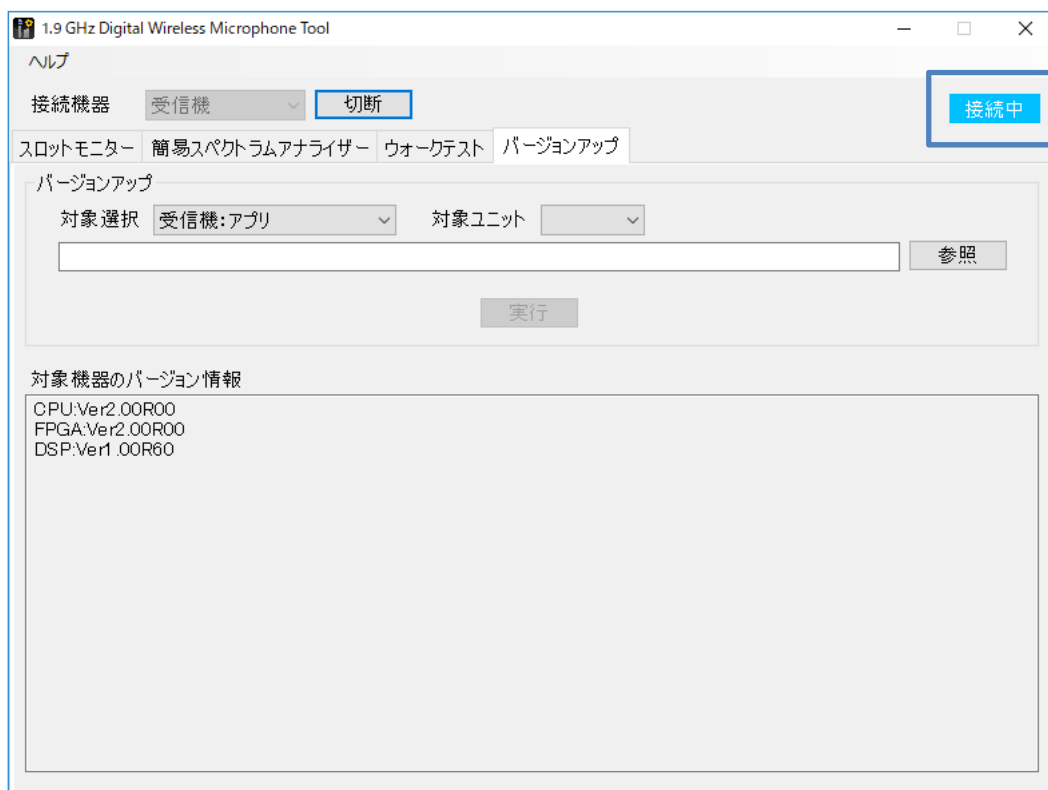 1.9 GHz Digital Wireless Microphone Tool
ヘルプ
接続機器 受信機 切断 接続中
スロットモニター 簡易スペクトラムアナライザー ウォークテスト バージョンアップ
バージョンアップ
対象選択 受信機:アプリ 対象ユニット
参照
実行
対象機器のバージョン情報
CPU:Ver2.00R00
FPGA:Ver2.00R00
DSP:Ver1.00R60